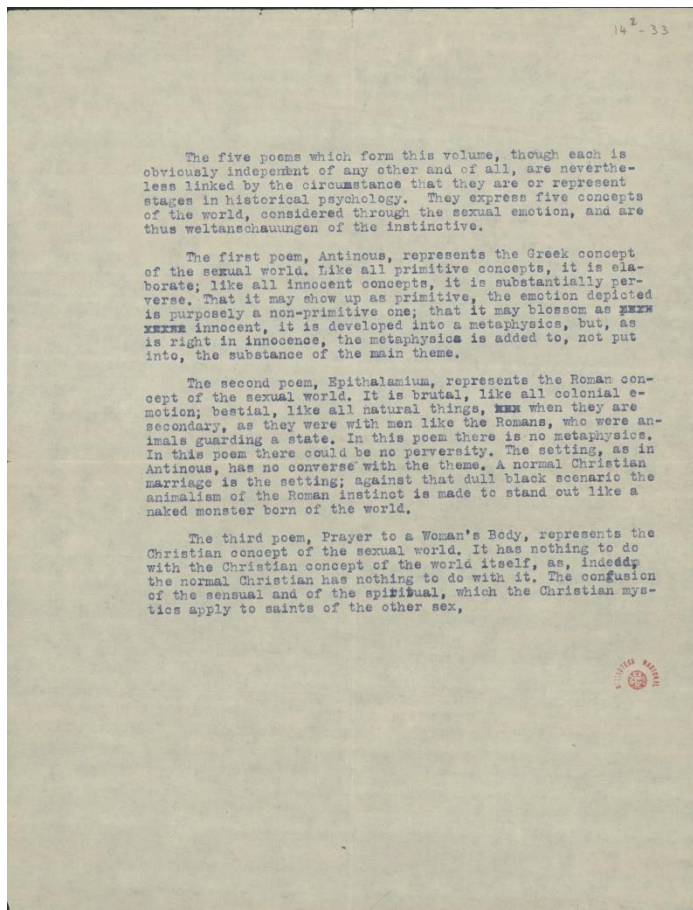 14² - 33
The five poems which form this volume, though each is
obviously indepenent of any other and of all, are neverthe-
less linked by the circumstance that they are or represent
stages in historical psychology. They express five concepts
of the world, considered through the sexual emotion, and are
thus weltanschauungen of the instinctive.
The first poem, Antinous, represents the Greek concept
of the sexual world. Like all primitive concepts, it is ela-
borate; like all innocent concepts, it is substantially per-
verse. That it may show up as primitive, the emotion depicted
is purposely a non-primitive one; that it may blossom as
innocent, it is developed into a metaphysics, but, as
is right in innocence, the metaphysics is added to, not put
into, the substance of the main theme.
The second poem, Epithalamium, represents the Roman con-
cept of the sexual world. It is brutal, like all colonial e-
motion; bestial, like all natural things, when they are
secondary, as they were with men like the Romans, who were an-
imals guarding a state. In this poem there is no metaphysics.
In this poem there could be no perversity. The setting, as in
Antinous, has no converse with the theme. A normal Christian
marriage is the setting; against that dull black scenario the
animalism of the Roman instinct is made to stand out like a
naked monster born of the world.
The third poem, Prayer to a Woman's Body, represents the
Christian concept of the sexual world. It has nothing to do
with the Christian concept of the world itself, as, indeed,
the normal Christian has nothing to do with it. The confusion
of the sensual and of the spiritual, which the Christian mys-
tics apply to saints of the other sex,
BIBLIOTECA NACIONAL